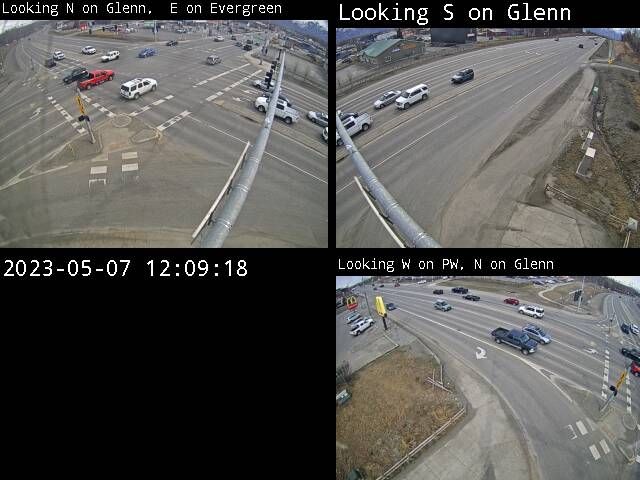 Looking N on Glenn,  E on Evergreen
Looking S on Glenn
2023-05-07 12:09:18
Looking W on PW, N on Glenn